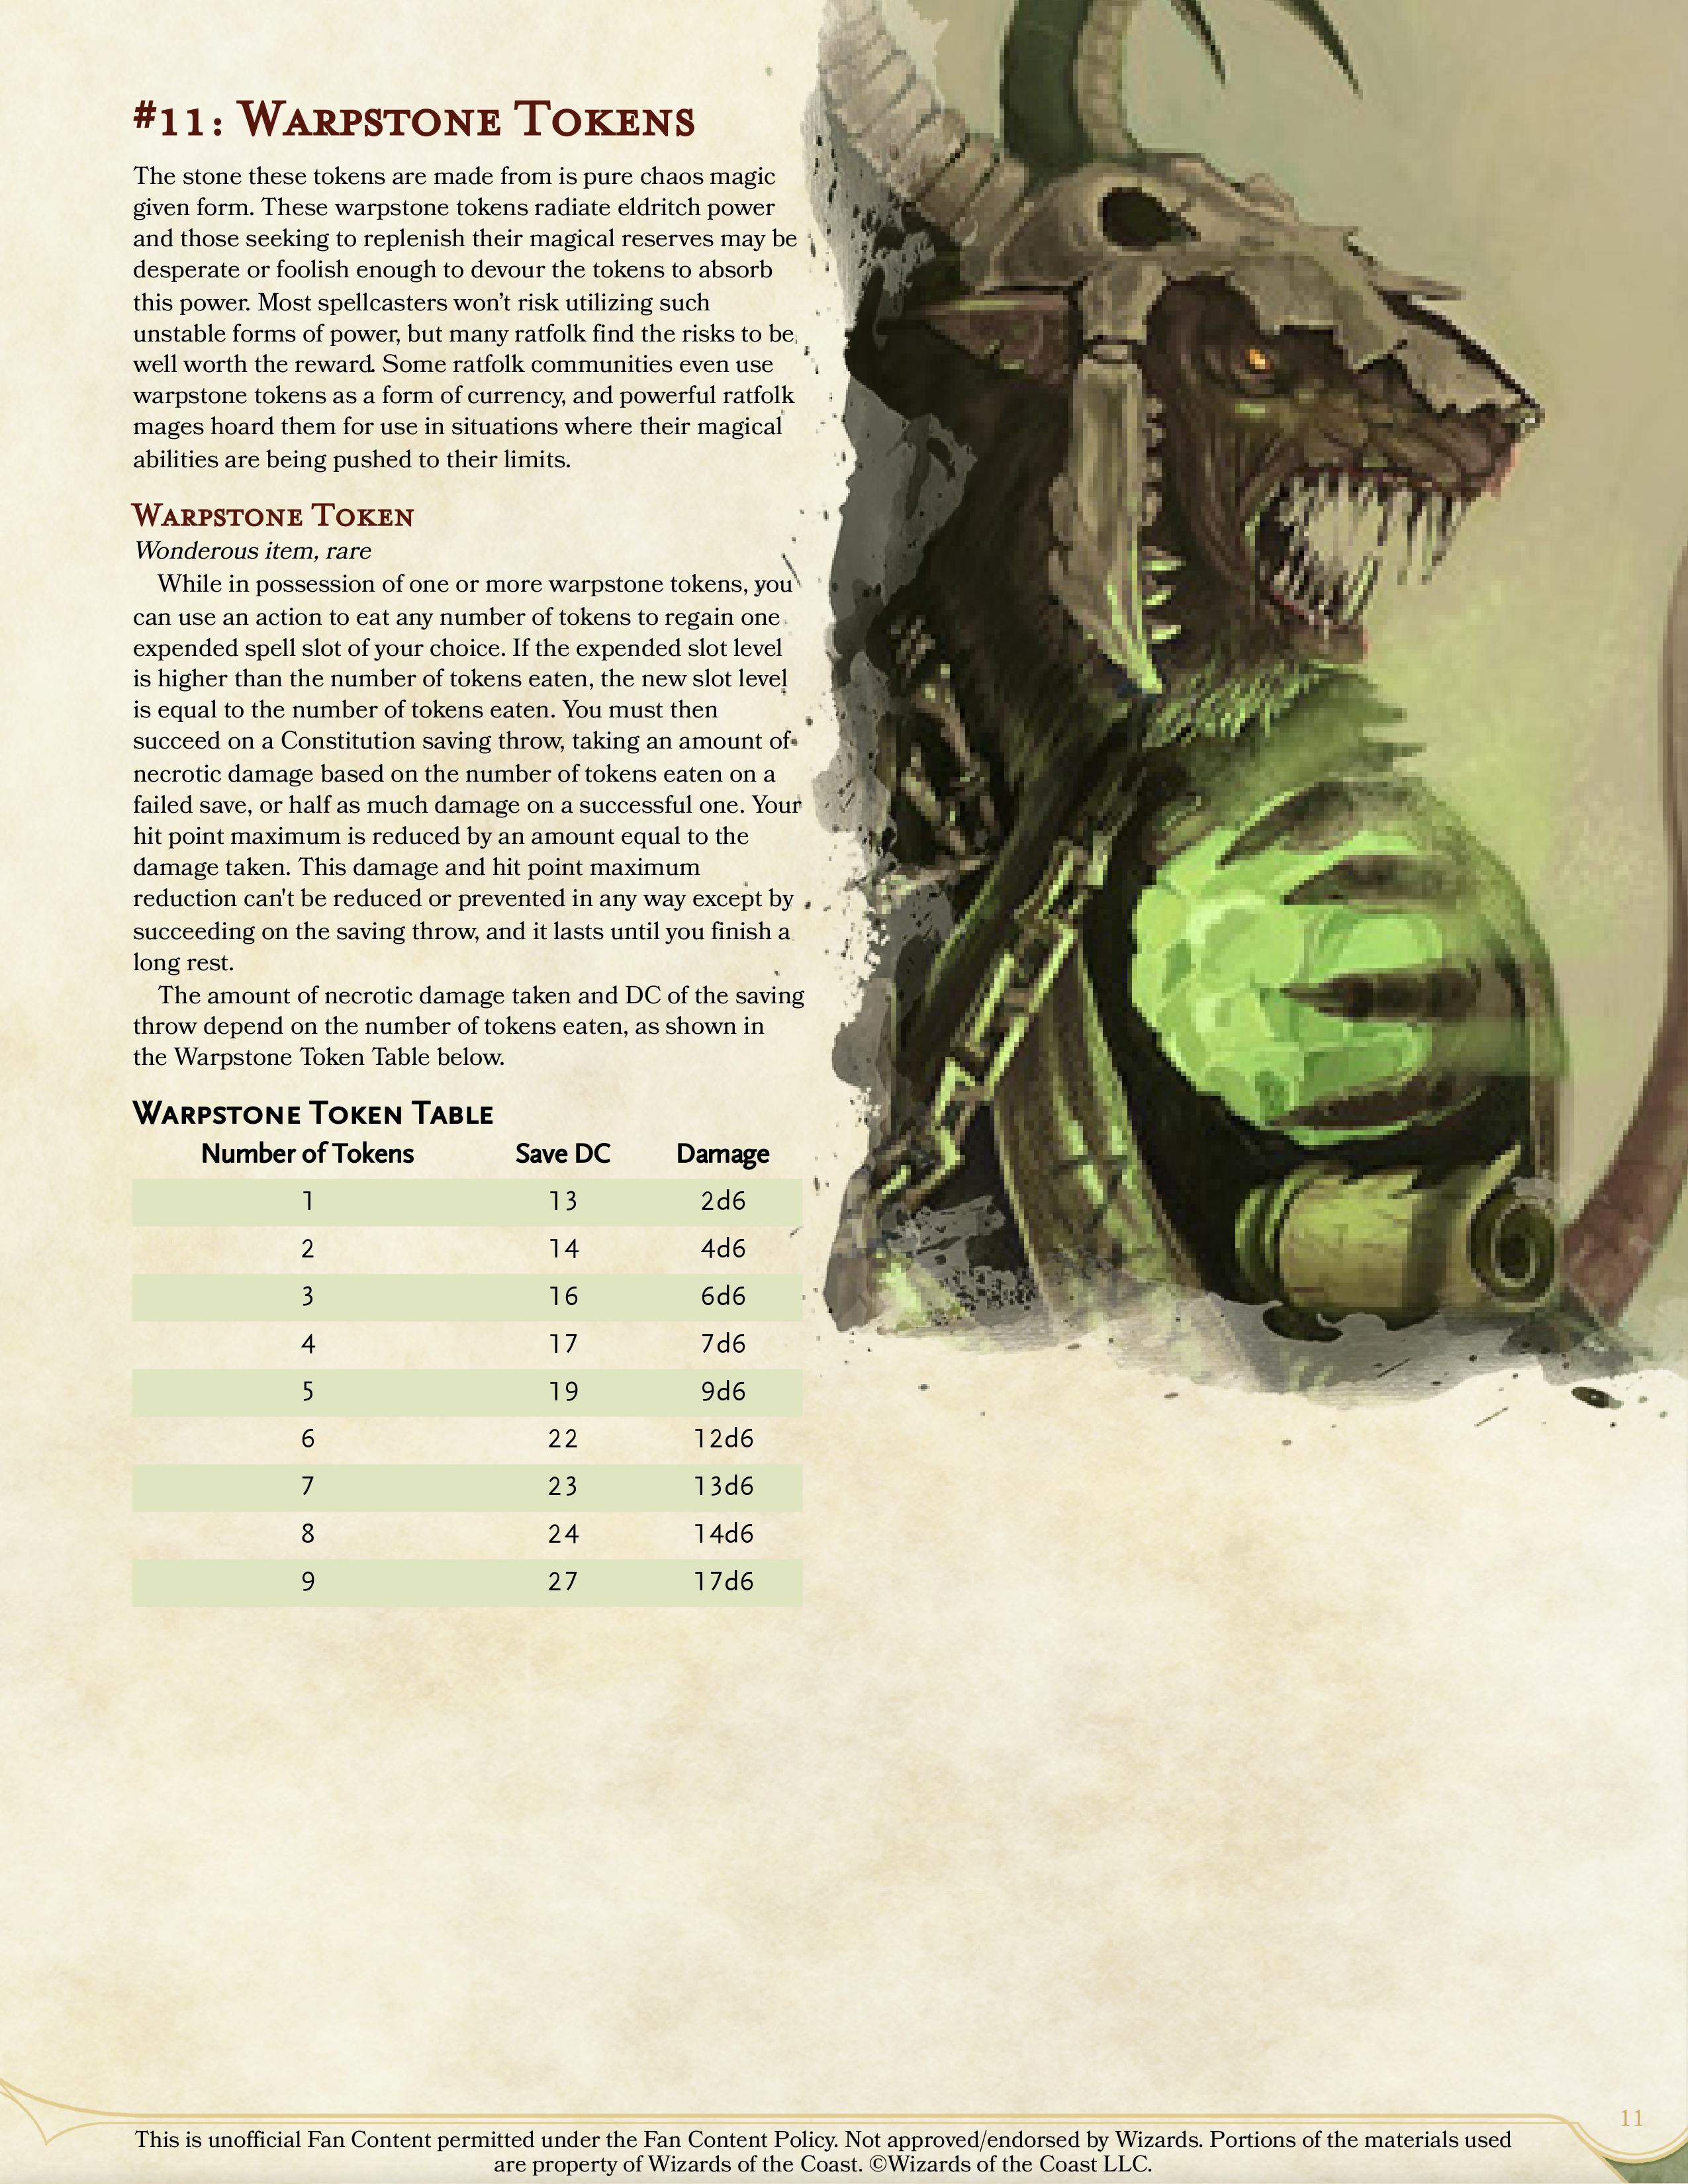 #11: Warpstone Tokens
The stone these tokens are made from is pure chaos magic
given form. These warpstone tokens radiate eldritch power
and those seeking to replenish their magical reserves may be
desperate or foolish enough to devour the tokens to absorb
this power. Most spellcasters won't risk utilizing such
unstable forms of power, but many ratfolk find the risks to be
well worth the reward. Some ratfolk communities even use
warpstone tokens as a form of currency, and powerful ratfolk
mages hoard them for use in situations where their magical
abilities are being pushed to their limits.
Warpstone Token
Wonderous item, rare
While in possession of one or more warpstone tokens, you
can use an action to eat any number of tokens to regain one
expended spell slot of your choice. If the expended slot level
is higher than the number of tokens eaten, the new slot level
is equal to the number of tokens eaten. You must then
succeed on a Constitution saving throw, taking an amount of
necrotic damage based on the number of tokens eaten on a
failed save, or half as much damage on a successful one. Your
hit point maximum is reduced by an amount equal to the
damage taken. This damage and hit point maximum
reduction can't be reduced or prevented in any way except by
succeeding on the saving throw, and it lasts until you finish a
long rest.
The amount of necrotic damage taken and DC of the saving
throw depend on the number of tokens eaten, as shown in
the Warpstone Token Table below.
Warpstone Token Table
Number of Tokens Save DC Damage
1 13 2d6
2 14 4d6
3 16 6d6
4 17 7d6
5 19 9d6
6 22 12d6
7 23 13d6
8 24 14d6
9 27 17d6
11
This is unofficial Fan Content permitted under the Fan Content Policy. Not approved/endorsed by Wizards. Portions of the materials used
are property of Wizards of the Coast. ©Wizards of the Coast LLC.